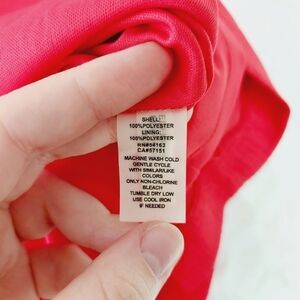 SHELL:
100%POLYESTER
LINING:
100%POLYESTER
RN#54163
CA#57151
MACHINE WASH COLD
GENTLE CYCLE
WITH SIMILAR/LIKE
COLORS
ONLY NON-CHLORINE
BLEACH
TUMBLE DRY LOW
USE COOL IRON
IF NEEDED